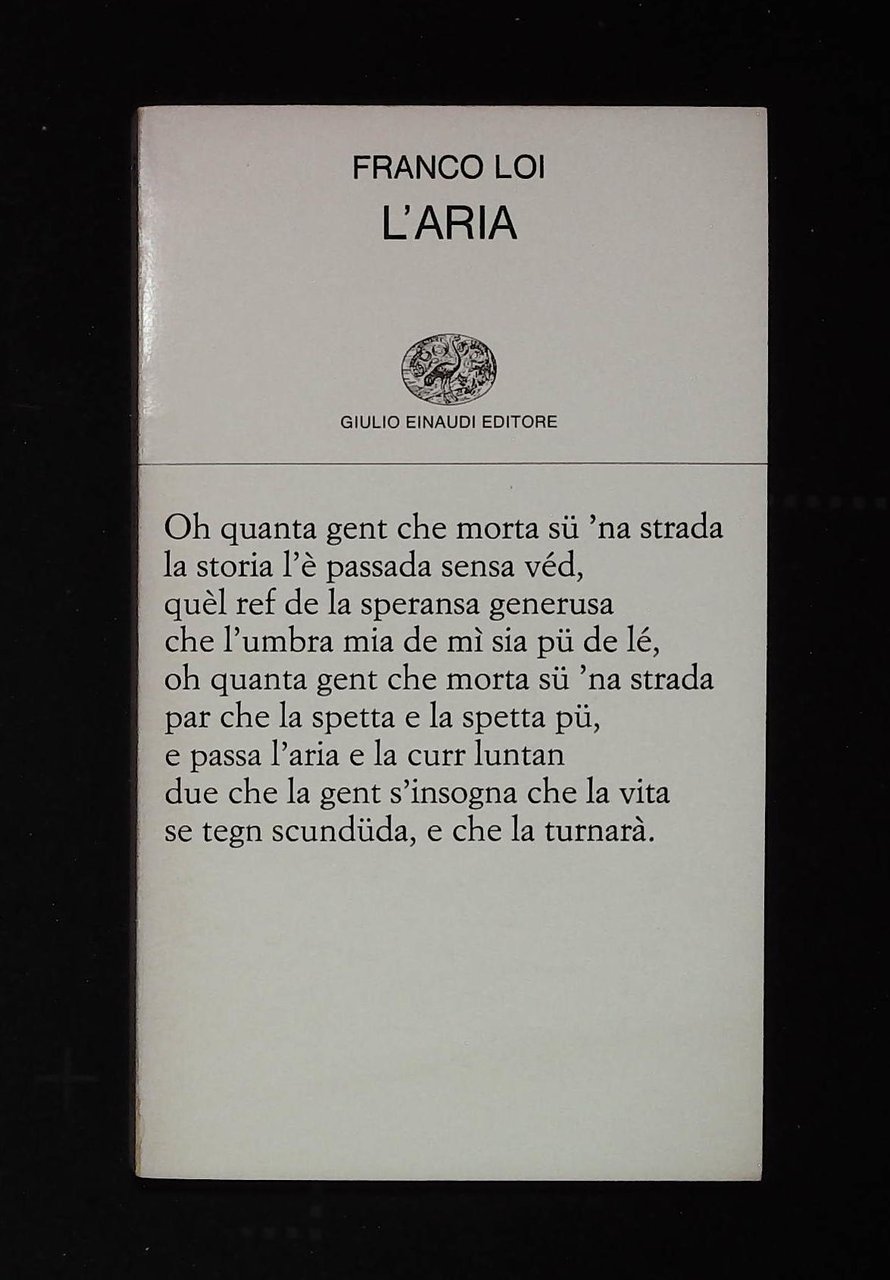 FRANCO LOI
L'ARIA
GIULIO EINAUDI EDITORE
Oh quanta gent che morta sü ’na strada
la storia l’è passada sensa véd,
quèl ref de la speransa generusa
che l’umbra mia de mì sia pü de lé,
oh quanta gent che morta sü ’na strada
par che la spetta e la spetta pü,
e passa l’aria e la curr luntan
due che la gent s’insogna che la vita
se tegn scundüda, e che la turnarà.